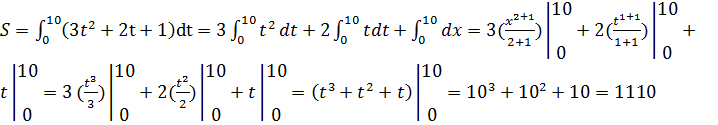 S = ∫₀¹⁰(3t² + 2t + 1)dt = 3 ∫₀¹⁰ t² dt + 2 ∫₀¹⁰ tdt + ∫₀¹⁰ dx = 3(x²⁺¹/2+1)|₀¹⁰ + 2(t¹⁺¹/1+1)|₀¹⁰ +
t|₀¹⁰ = 3 (t³/3)|₀¹⁰ + 2(t²/2)|₀¹⁰ + t|₀¹⁰ = (t³ + t² + t)|₀¹⁰ = 10³ + 10² + 10 = 1110